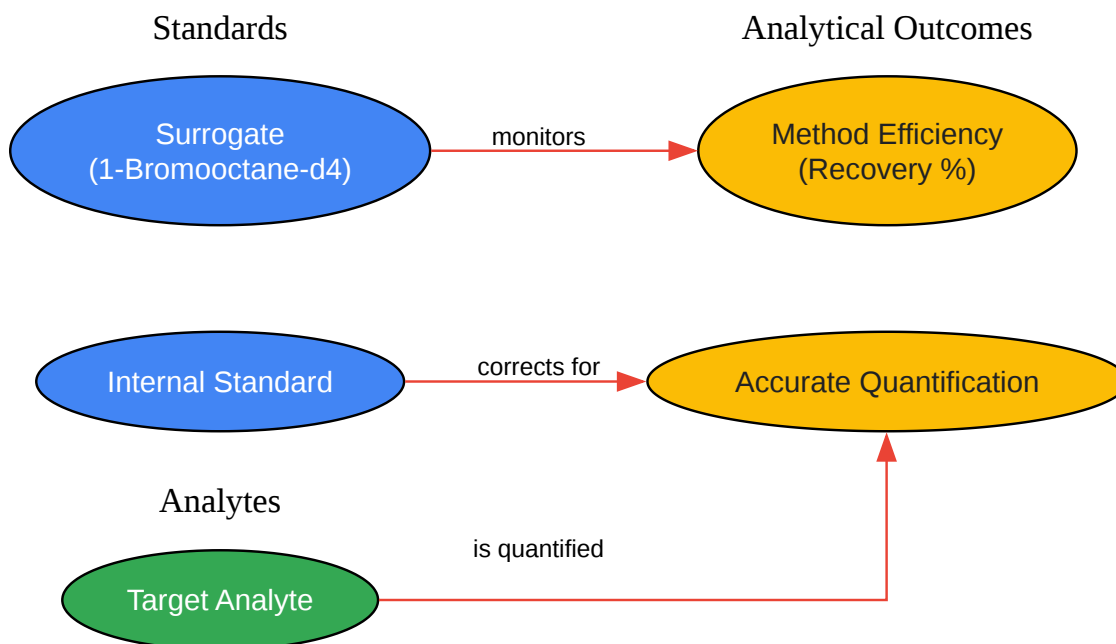 Standards
Analytical Outcomes
Surrogate
(1-Bromooctane-d4)
monitors
Method Efficiency
(Recovery %)
Internal Standard
corrects for
Accurate Quantification
Analytes
is quantified
Target Analyte